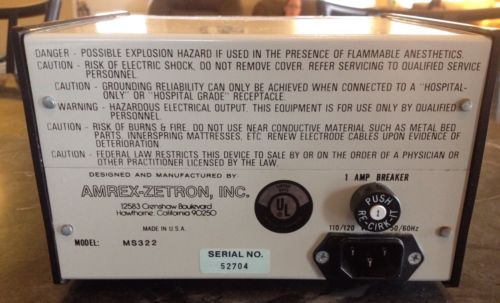 DANGER - POSSIBLE EXPLOSION HAZARD IF USED IN THE PRESENCE OF FLAMMABLE ANESTHETICS.
CAUTION - RISK OF ELECTRIC SHOCK, DO NOT REMOVE COVER. REFER SERVICING TO QUALIFIED SERVICE
PERSONNEL.
CAUTION - GROUNDING RELIABILITY CAN ONLY BE ACHIEVED WHEN CONNECTED TO A "HOSPITAL-
ONLY" OR "HOSPITAL GRADE" RECEPTACLE.
WARNING - HAZARDOUS ELECTRICAL OUTPUT. THIS EQUIPMENT IS FOR USE ONLY BY QUALIFIED
PERSONNEL.
CAUTION - RISK OF BURNS & FIRE. DO NOT USE NEAR CONDUCTIVE MATERIAL SUCH AS METAL BED
PARTS, INNERSPRING MATTRESSES, ETC. RENEW ELECTRODE CABLES UPON EVIDENCE OF
DETERIORATION.
CAUTION - FEDERAL LAW RESTRICTS THIS DEVICE TO SALE BY OR ON THE ORDER OF A PHYSICIAN OR
OTHER PRACTITIONER LICENSED BY THE LAW.
DESIGNED AND MANUFACTURED BY:
AMREX-ZETRON, INC.
12583 Crenshaw Boulevard
Hawthorne, California 90250
MADE IN U.S.A.
MODEL: MS322
SERIAL NO.
52704
UL
1 AMP BREAKER
PUSH
1
RE-CIRK-IT
110/120
60Hz